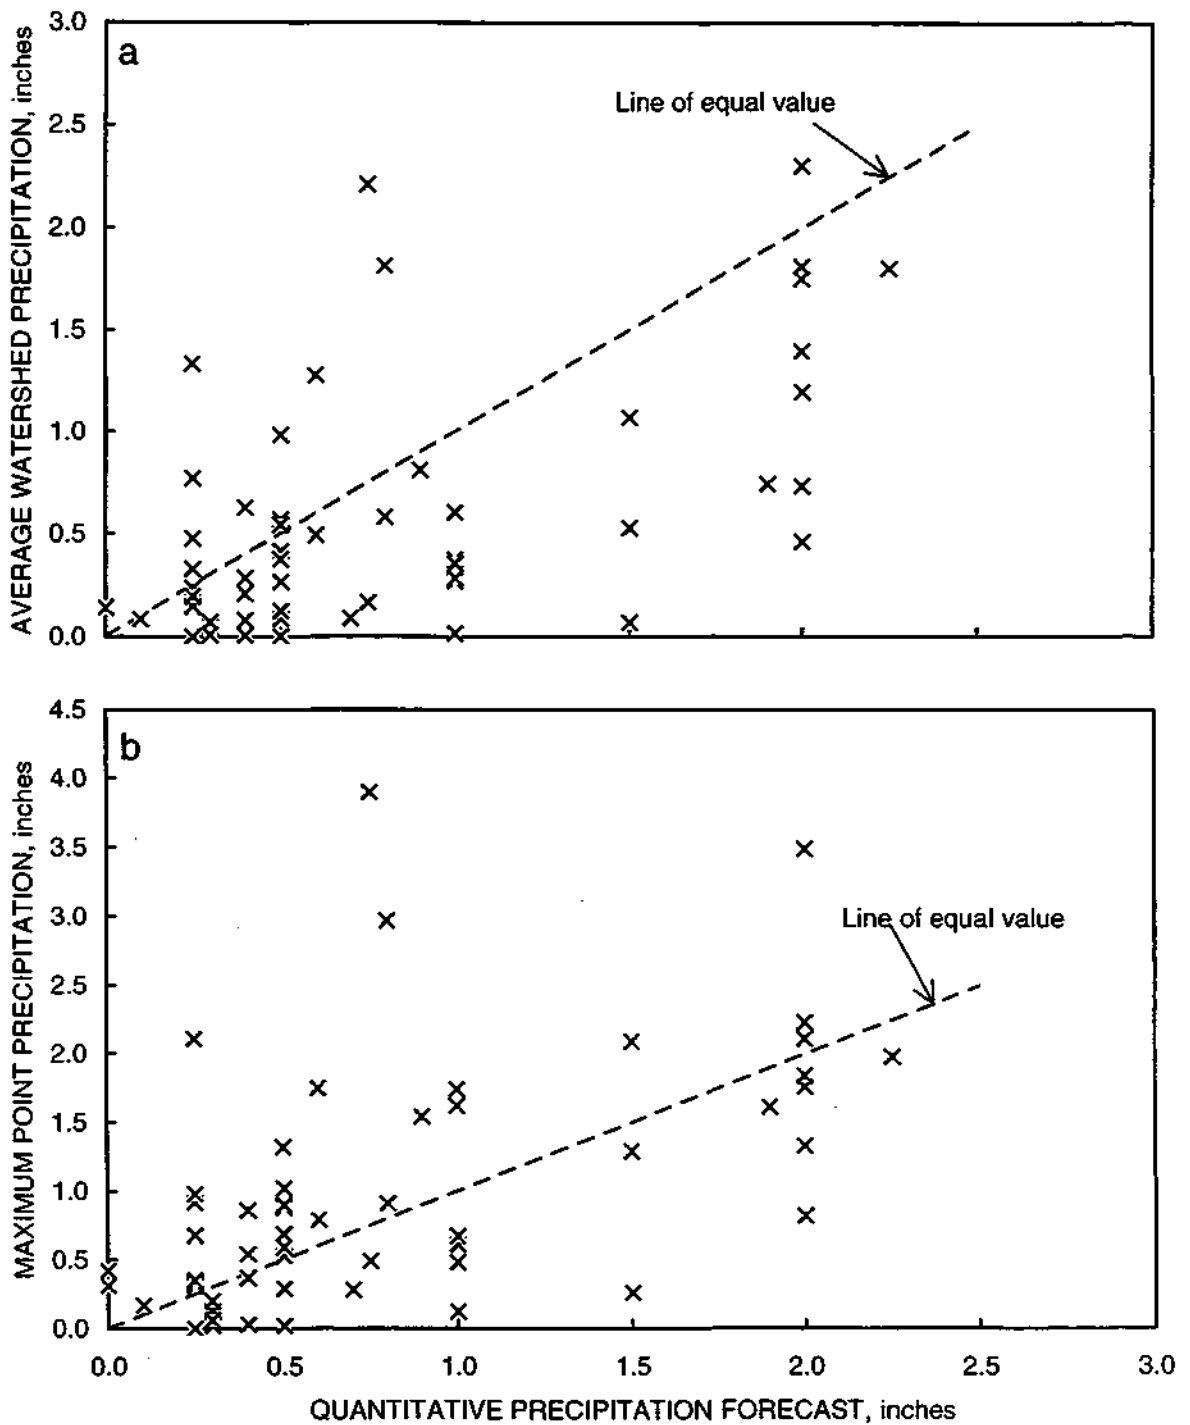 a
AVERAGE WATERSHED PRECIPITATION, inches
3.0
2.5
2.0
1.5
1.0
0.5
0.0
Line of equal value
b
MAXIMUM POINT PRECIPITATION, inches
4.5
4.0
3.5
3.0
2.5
2.0
1.5
1.0
0.5
0.0
Line of equal value
0.0 0.5 1.0 1.5 2.0 2.5 3.0
QUANTITATIVE PRECIPITATION FORECAST, inches